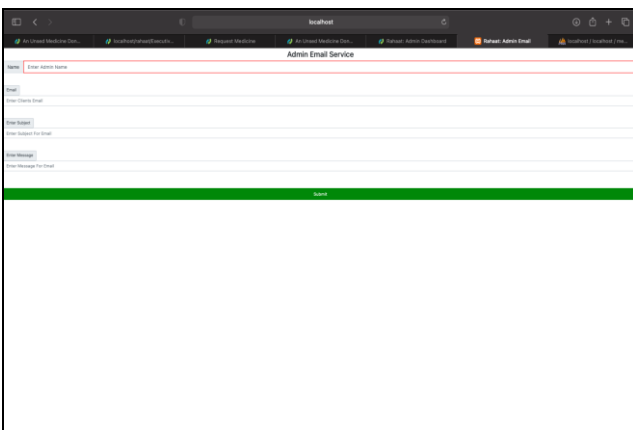 localhost
An Unused Medicine Don...
localhost/rahaat/Executiv...
Request Medicine
An Unused Medicine Don...
Rahaat: Admin Dashboard
Rahaat: Admin Email
localhost / localhost / me...
Admin Email Service
Name
Enter Admin Name
Email
Enter Clients Email
Enter Subject
Enter Subject For Email
Enter Message
Enter Message For Email
Submit